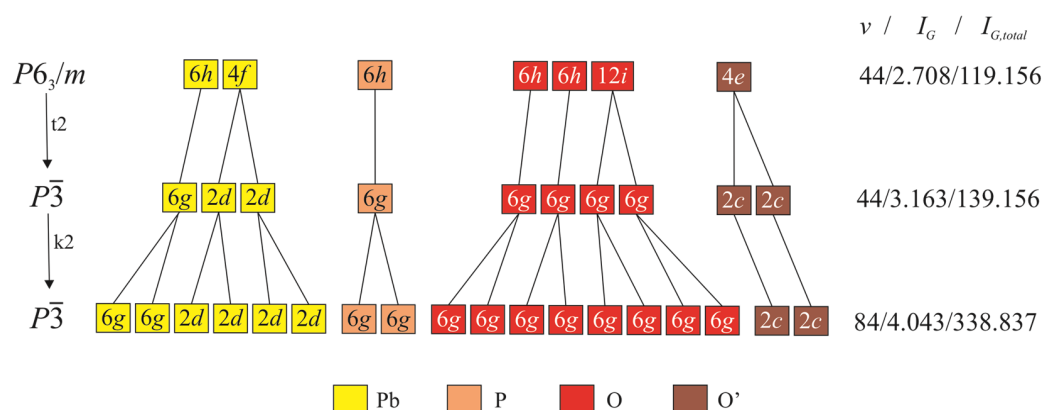 v / I_G / I_{G,total}
P6₃/m 6h 4f 6h 6h 6h 12i 4e 44/2.708/119.156
t2
P3̅ 6g 2d 2d 6g 6g 6g 6g 6g 2c 2c 44/3.163/139.156
k2
P3̅ 6g 6g 2d 2d 2d 2d 6g 6g 6g 6g 6g 6g 6g 6g 6g 6g 2c 2c 84/4.043/338.837
Pb P O O'